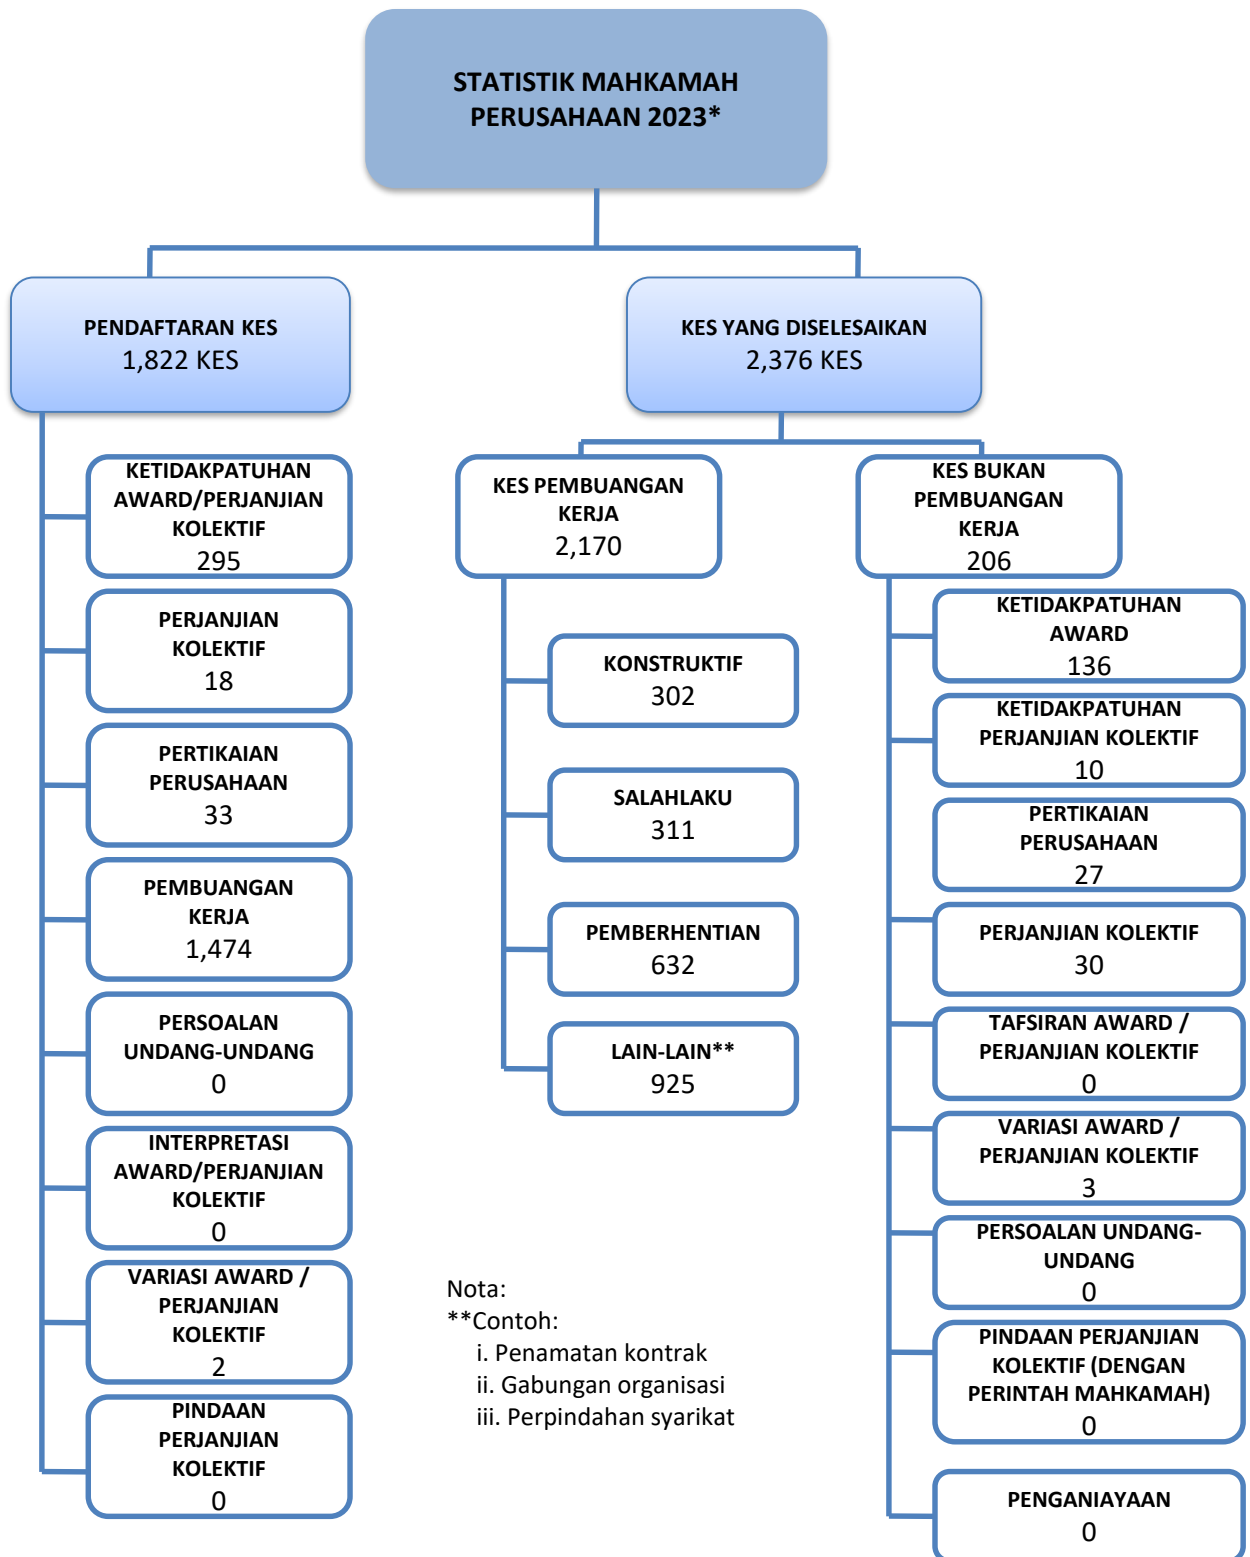 STATISTIK MAHKAMAH
PERUSAHAAN 2023*
PENDAFTARAN KES
1,822 KES
KETIDAKPATUHAN
AWARD/PERJANJIAN
KOLEKTIF
295
PERJANJIAN
KOLEKTIF
18
PERTIKAIAN
PERUSAHAAN
33
PEMBUANGAN
KERJA
1,474
PERSOALAN
UNDANG-UNDANG
0
INTERPRETASI
AWARD/PERJANJIAN
KOLEKTIF
0
VARIASI AWARD /
PERJANJIAN
KOLEKTIF
2
PINDAAN
PERJANJIAN
KOLEKTIF
0
KES YANG DISELESAIKAN
2,376 KES
KES PEMBUANGAN
KERJA
2,170
KONSTRUKTIF
302
SALAHLAKU
311
PEMBERHENTIAN
632
LAIN-LAIN**
925
KES BUKAN
PEMBUANGAN
KERJA
206
KETIDAKPATUHAN
AWARD
136
KETIDAKPATUHAN
PERJANJIAN KOLEKTIF
10
PERTIKAIAN
PERUSAHAAN
27
PERJANJIAN KOLEKTIF
30
TAFSIRAN AWARD /
PERJANJIAN KOLEKTIF
0
VARIASI AWARD /
PERJANJIAN KOLEKTIF
3
PERSOALAN UNDANG-
UNDANG
0
PINDAAN PERJANJIAN
KOLEKTIF (DENGAN
PERINTAH MAHKAMAH)
0
PENGANIAYAAN
0
Nota:
**Contoh:
i. Penamatan kontrak
ii. Gabungan organisasi
iii. Perpindahan syarikat